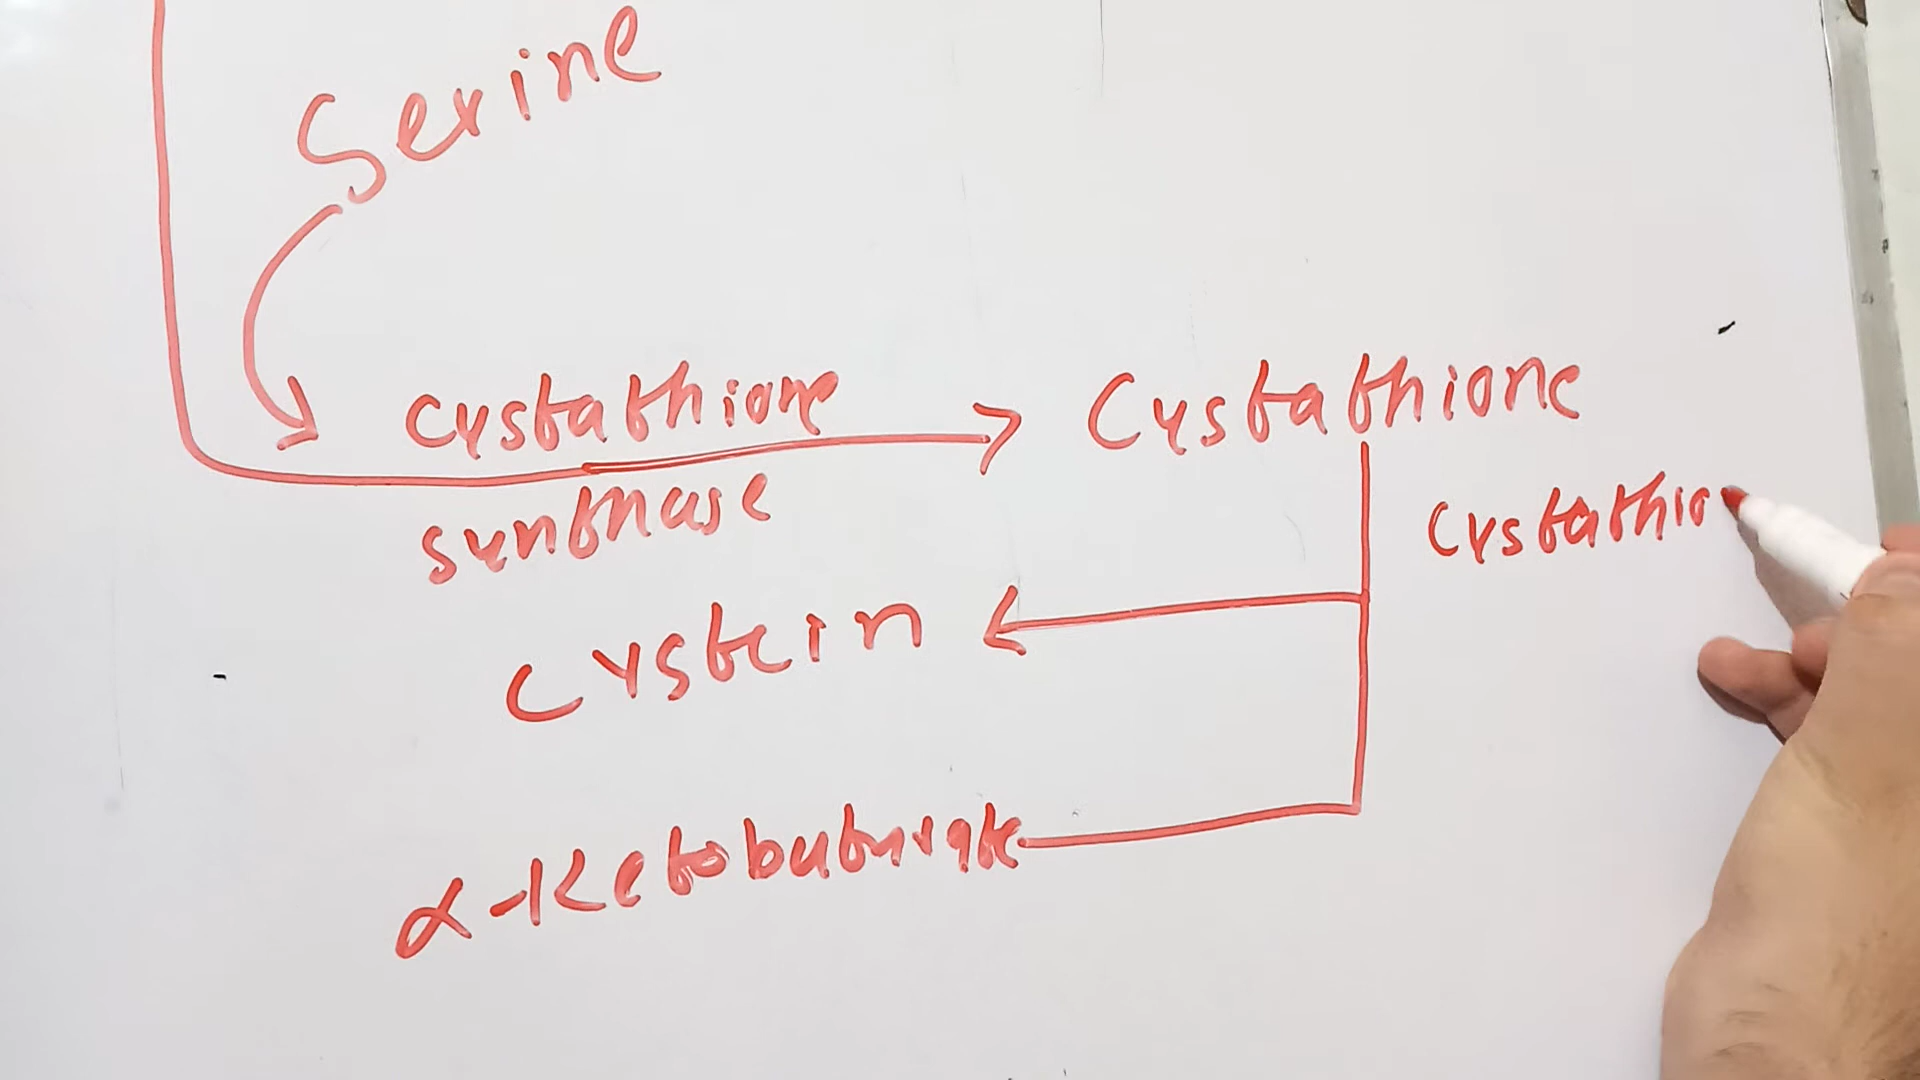 Serine
Cystathione
Cystathione
synthase
Cystathio
Cystein
α-Ketobutyrate